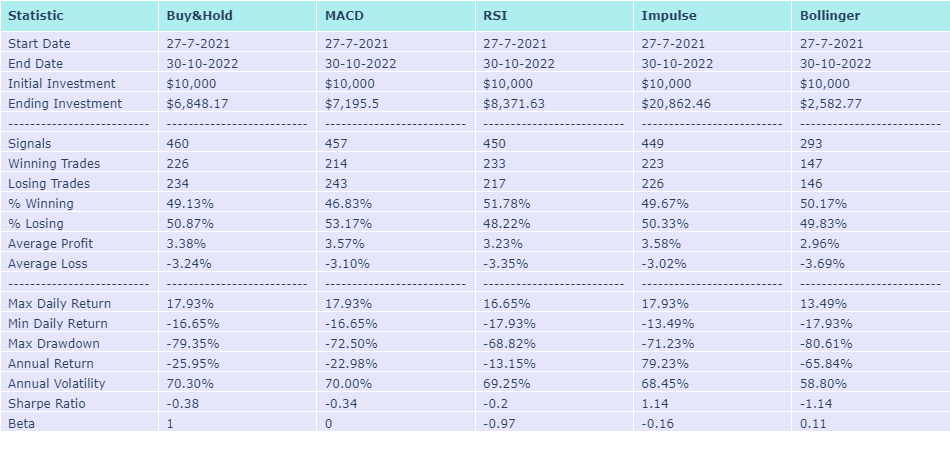 Statistic Buy&Hold MACD RSI Impulse Bollinger
Start Date 27-7-2021 27-7-2021 27-7-2021 27-7-2021 27-7-2021
End Date 30-10-2022 30-10-2022 30-10-2022 30-10-2022 30-10-2022
Initial Investment $10,000 $10,000 $10,000 $10,000 $10,000
Ending Investment $6,848.17 $7,195.5 $8,371.63 $20,862.46 $2,582.77
-------------------------- -------------------------- -------------------------- -------------------------- -------------------------- --------------------------
Signals 460 457 450 449 293
Winning Trades 226 214 233 223 147
Losing Trades 234 243 217 226 146
% Winning 49.13% 46.83% 51.78% 49.67% 50.17%
% Losing 50.87% 53.17% 48.22% 50.33% 49.83%
Average Profit 3.38% 3.57% 3.23% 3.58% 2.96%
Average Loss -3.24% -3.10% -3.35% -3.02% -3.69%
-------------------------- -------------------------- -------------------------- -------------------------- -------------------------- --------------------------
Max Daily Return 17.93% 17.93% 16.65% 17.93% 13.49%
Min Daily Return -16.65% -16.65% -17.93% -13.49% -17.93%
Max Drawdown -79.35% -72.50% -68.82% -71.23% -80.61%
Annual Return -25.95% -22.98% -13.15% 79.23% -65.84%
Annual Volatility 70.30% 70.00% 69.25% 68.45% 58.80%
Sharpe Ratio -0.38 -0.34 -0.2 1.14 -1.14
Beta 1 0 -0.97 -0.16 0.11